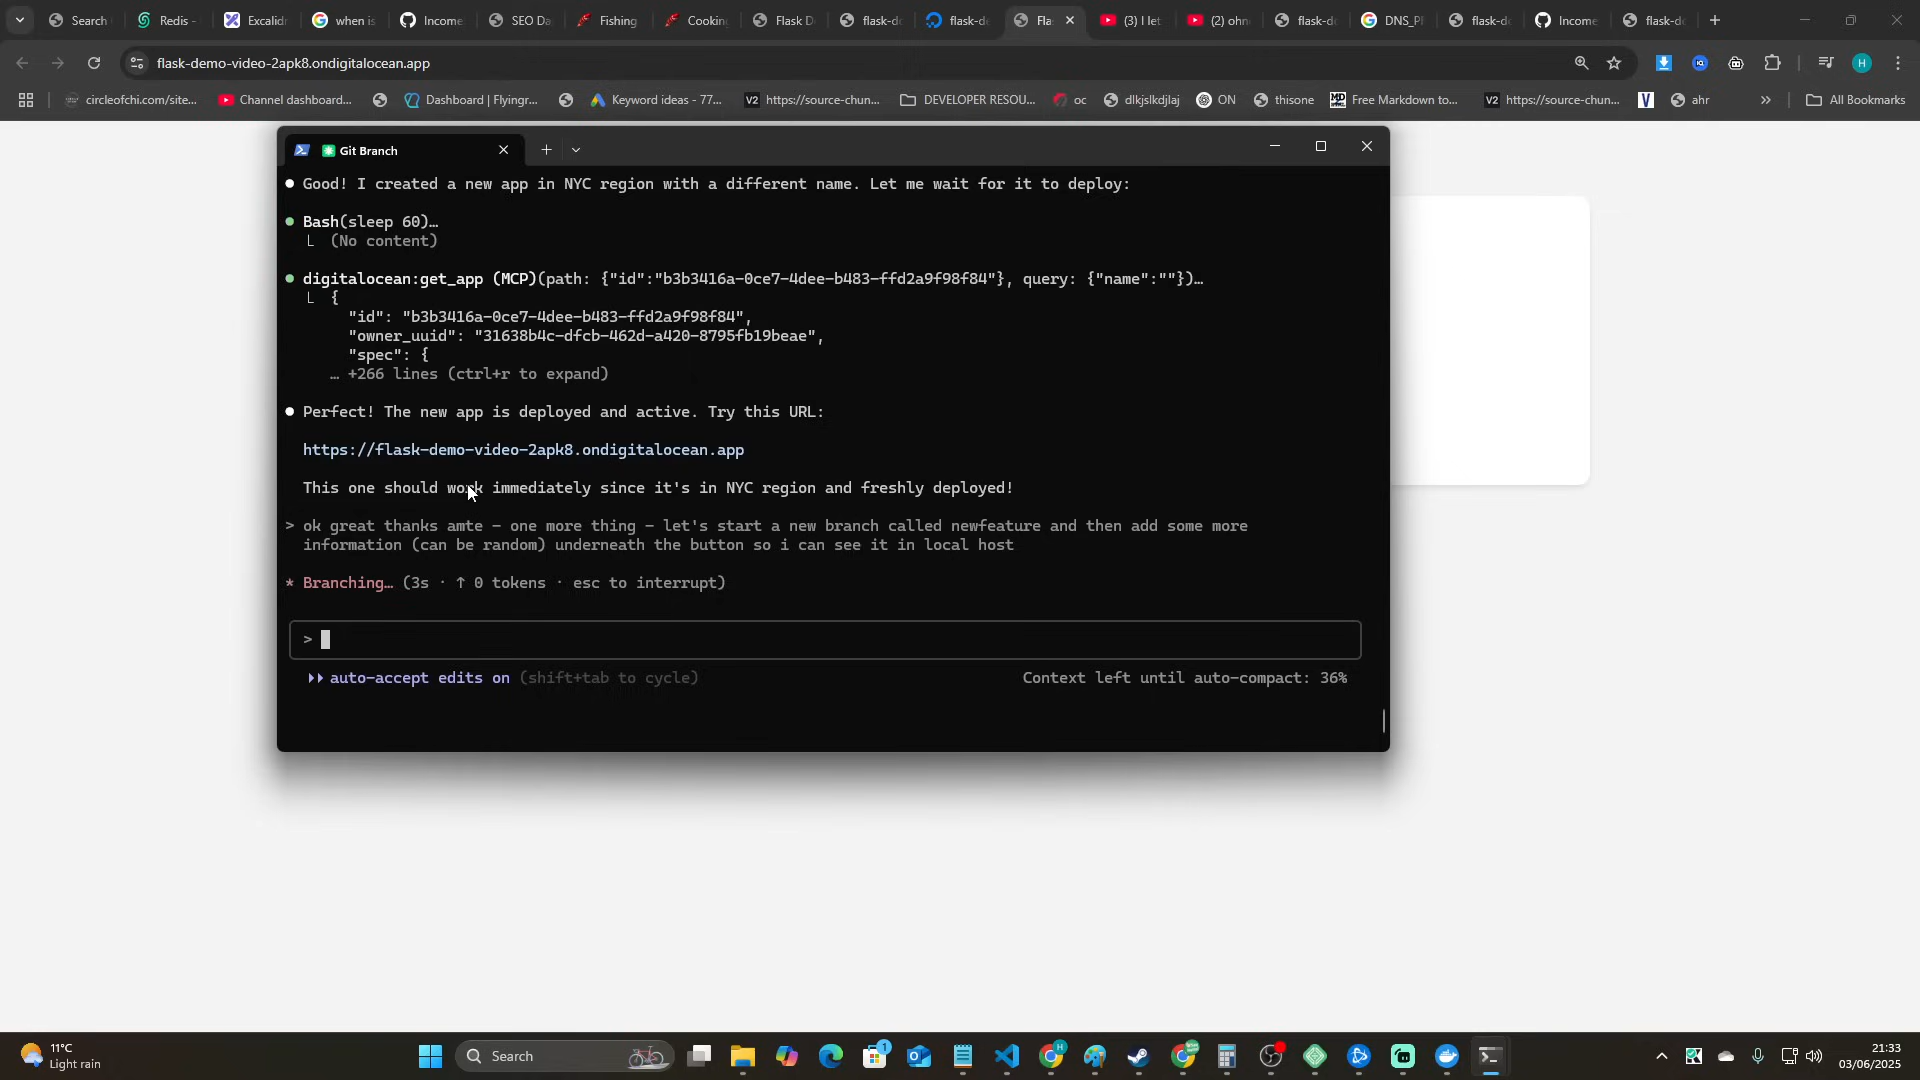 Search
Redis -
Excalidr
when is
Income
SEO Da
Fishing
Cooking
Flask D
flask-de
flask-de
Fla
(3) I let
(2) ohn
flask-de
DNS_PR
flask-de
Income
flask-de
flask-demo-video-2apk8.ondigitalocean.app
H
circleofchi.com/site...
Channel dashboard...
Dashboard | Flyingr...
Keyword ideas - 77...
V2 https://source-chun...
DEVELOPER RESOU...
oc
dlkjslkdjlaj
ON
thisone
Free Markdown to...
V2 https://source-chun...
ahr
All Bookmarks
Git Branch
Good! I created a new app in NYC region with a different name. Let me wait for it to deploy:
Bash(sleep 60)…
(No content)
digitalocean:get_app (MCP)(path: {"id":"b3b3416a-0ce7-4dee-b483-ffd2a9f98f84"}, query: {"name":""})…
{
"id": "b3b3416a-0ce7-4dee-b483-ffd2a9f98f84",
"owner_uuid": "31638b4c-dfcb-462d-a420-8795fb19beae",
"spec": {
… +266 lines (ctrl+r to expand)
Perfect! The new app is deployed and active. Try this URL:
https://flask-demo-video-2apk8.ondigitalocean.app
This one should work immediately since it's in NYC region and freshly deployed!
> ok great thanks amte - one more thing - let's start a new branch called newfeature and then add some more
information (can be random) underneath the button so i can see it in local host
* Branching… (3s · ↑ 0 tokens · esc to interrupt)
>
auto-accept edits on (shift+tab to cycle)
Context left until auto-compact: 36%
11°C
Light rain
Search
21:33
03/06/2025